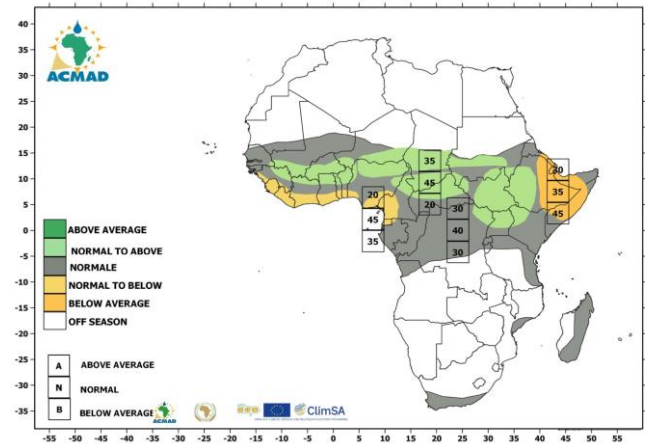 40
35
30
25
20
15
10
5
0
-5
-10
-15
-20
-25
-30
-35
ACMAD
35
45
20
20
45
35
30
40
30
30
35
45
ABOVE AVERAGE
NORMAL TO ABOVE
NORMALE
NORMAL TO BELOW
BELOW AVERAGE
OFF SEASON
A ABOVE AVERAGE
N NORMAL
B BELOW AVERAGE
ClimSA
-55 -50 -45 -40 -35 -30 -25 -20 -15 -10 -5 0 5 10 15 20 25 30 35 40 45 50 55